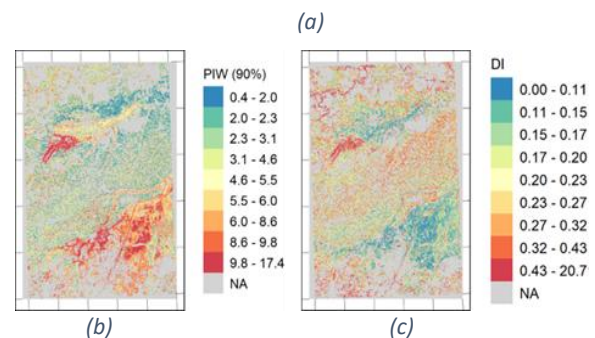 (a)
PIW (90%)
0.4 - 2.0
2.0 - 2.3
2.3 - 3.1
3.1 - 4.6
4.6 - 5.5
5.5 - 6.0
6.0 - 8.6
8.6 - 9.8
9.8 - 17.4
NA
(b)
DI
0.00 - 0.11
0.11 - 0.15
0.15 - 0.17
0.17 - 0.20
0.20 - 0.23
0.23 - 0.27
0.27 - 0.32
0.32 - 0.43
0.43 - 20.7
NA
(c)